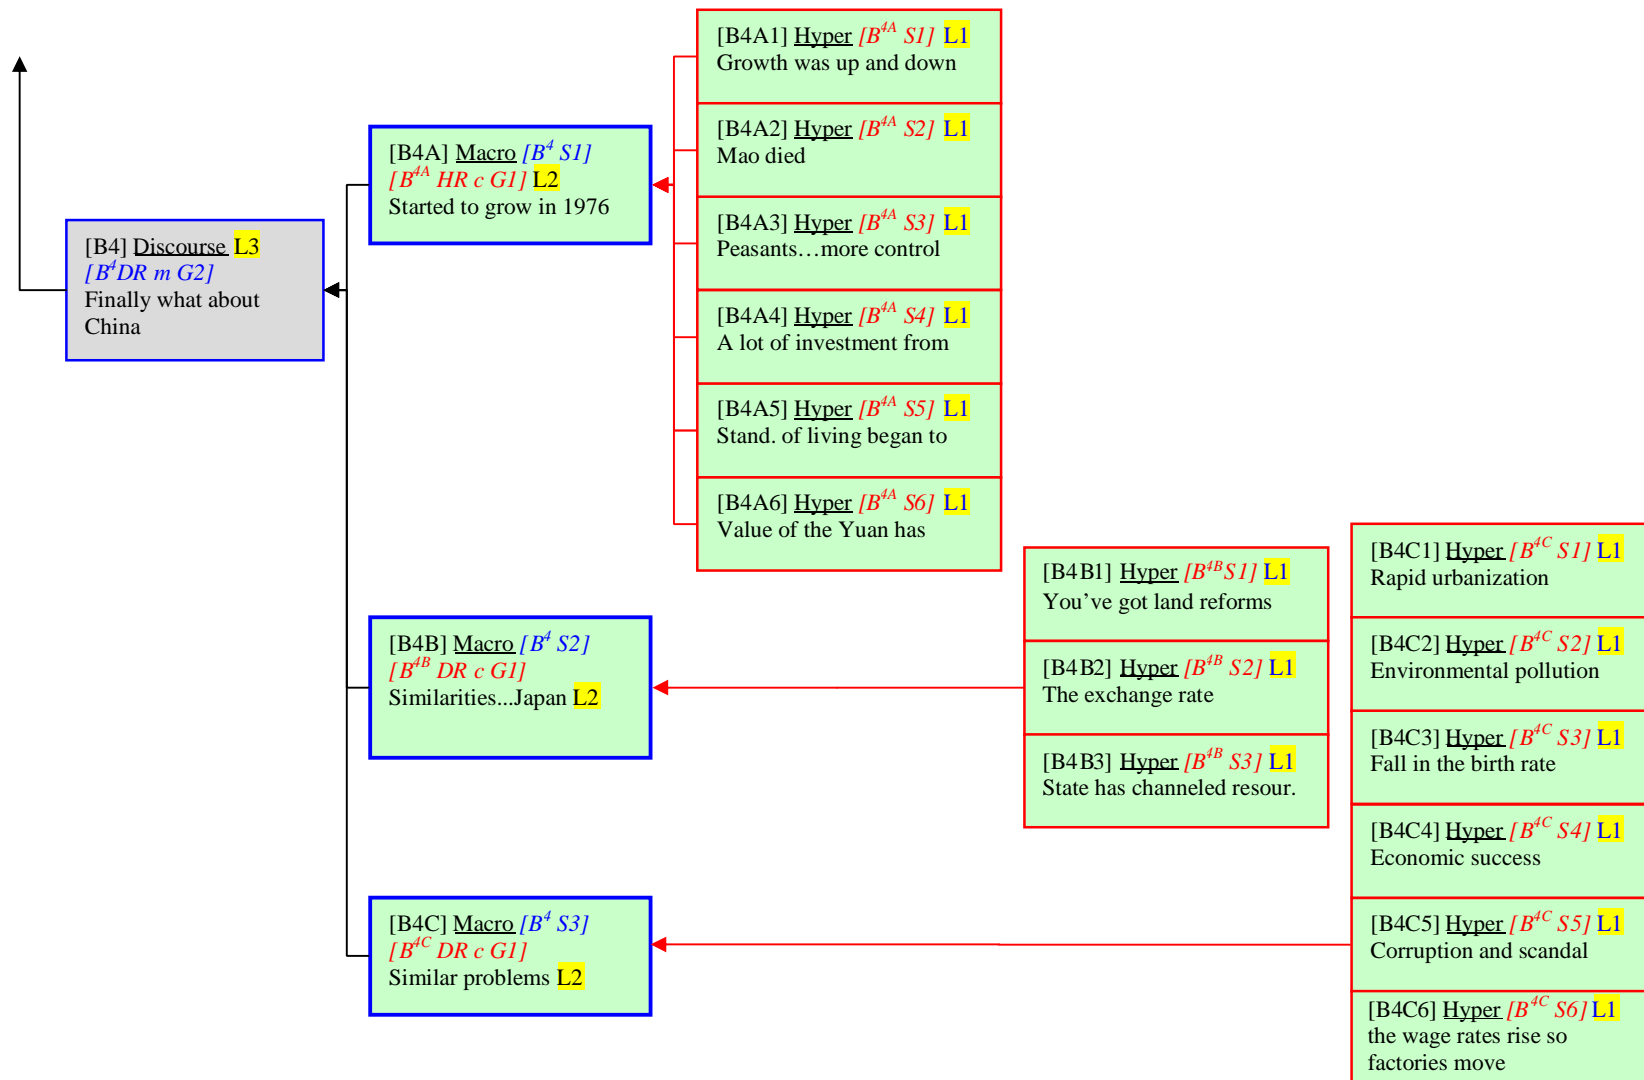 [B4] Discourse L3
[B4DR m G2]
Finally what about
China
[B4A] Macro [B4 S1]
[B4A HR c G1] L2
Started to grow in 1976
[B4A1] Hyper [B4A S1] L1
Growth was up and down
[B4A2] Hyper [B4A S2] L1
Mao died
[B4A3] Hyper [B4A S3] L1
Peasants…more control
[B4A4] Hyper [B4A S4] L1
A lot of investment from
[B4A5] Hyper [B4A S5] L1
Stand. of living began to
[B4A6] Hyper [B4A S6] L1
Value of the Yuan has
[B4B] Macro [B4 S2]
[B4B DR c G1]
Similarities...Japan L2
[B4B1] Hyper [B4BS1] L1
You’ve got land reforms
[B4B2] Hyper [B4B S2] L1
The exchange rate
[B4B3] Hyper [B4B S3] L1
State has channeled resour.
[B4C] Macro [B4 S3]
[B4C DR c G1]
Similar problems L2
[B4C1] Hyper [B4C S1] L1
Rapid urbanization
[B4C2] Hyper [B4C S2] L1
Environmental pollution
[B4C3] Hyper [B4C S3] L1
Fall in the birth rate
[B4C4] Hyper [B4C S4] L1
Economic success
[B4C5] Hyper [B4C S5] L1
Corruption and scandal
[B4C6] Hyper [B4C S6] L1
the wage rates rise so
factories move